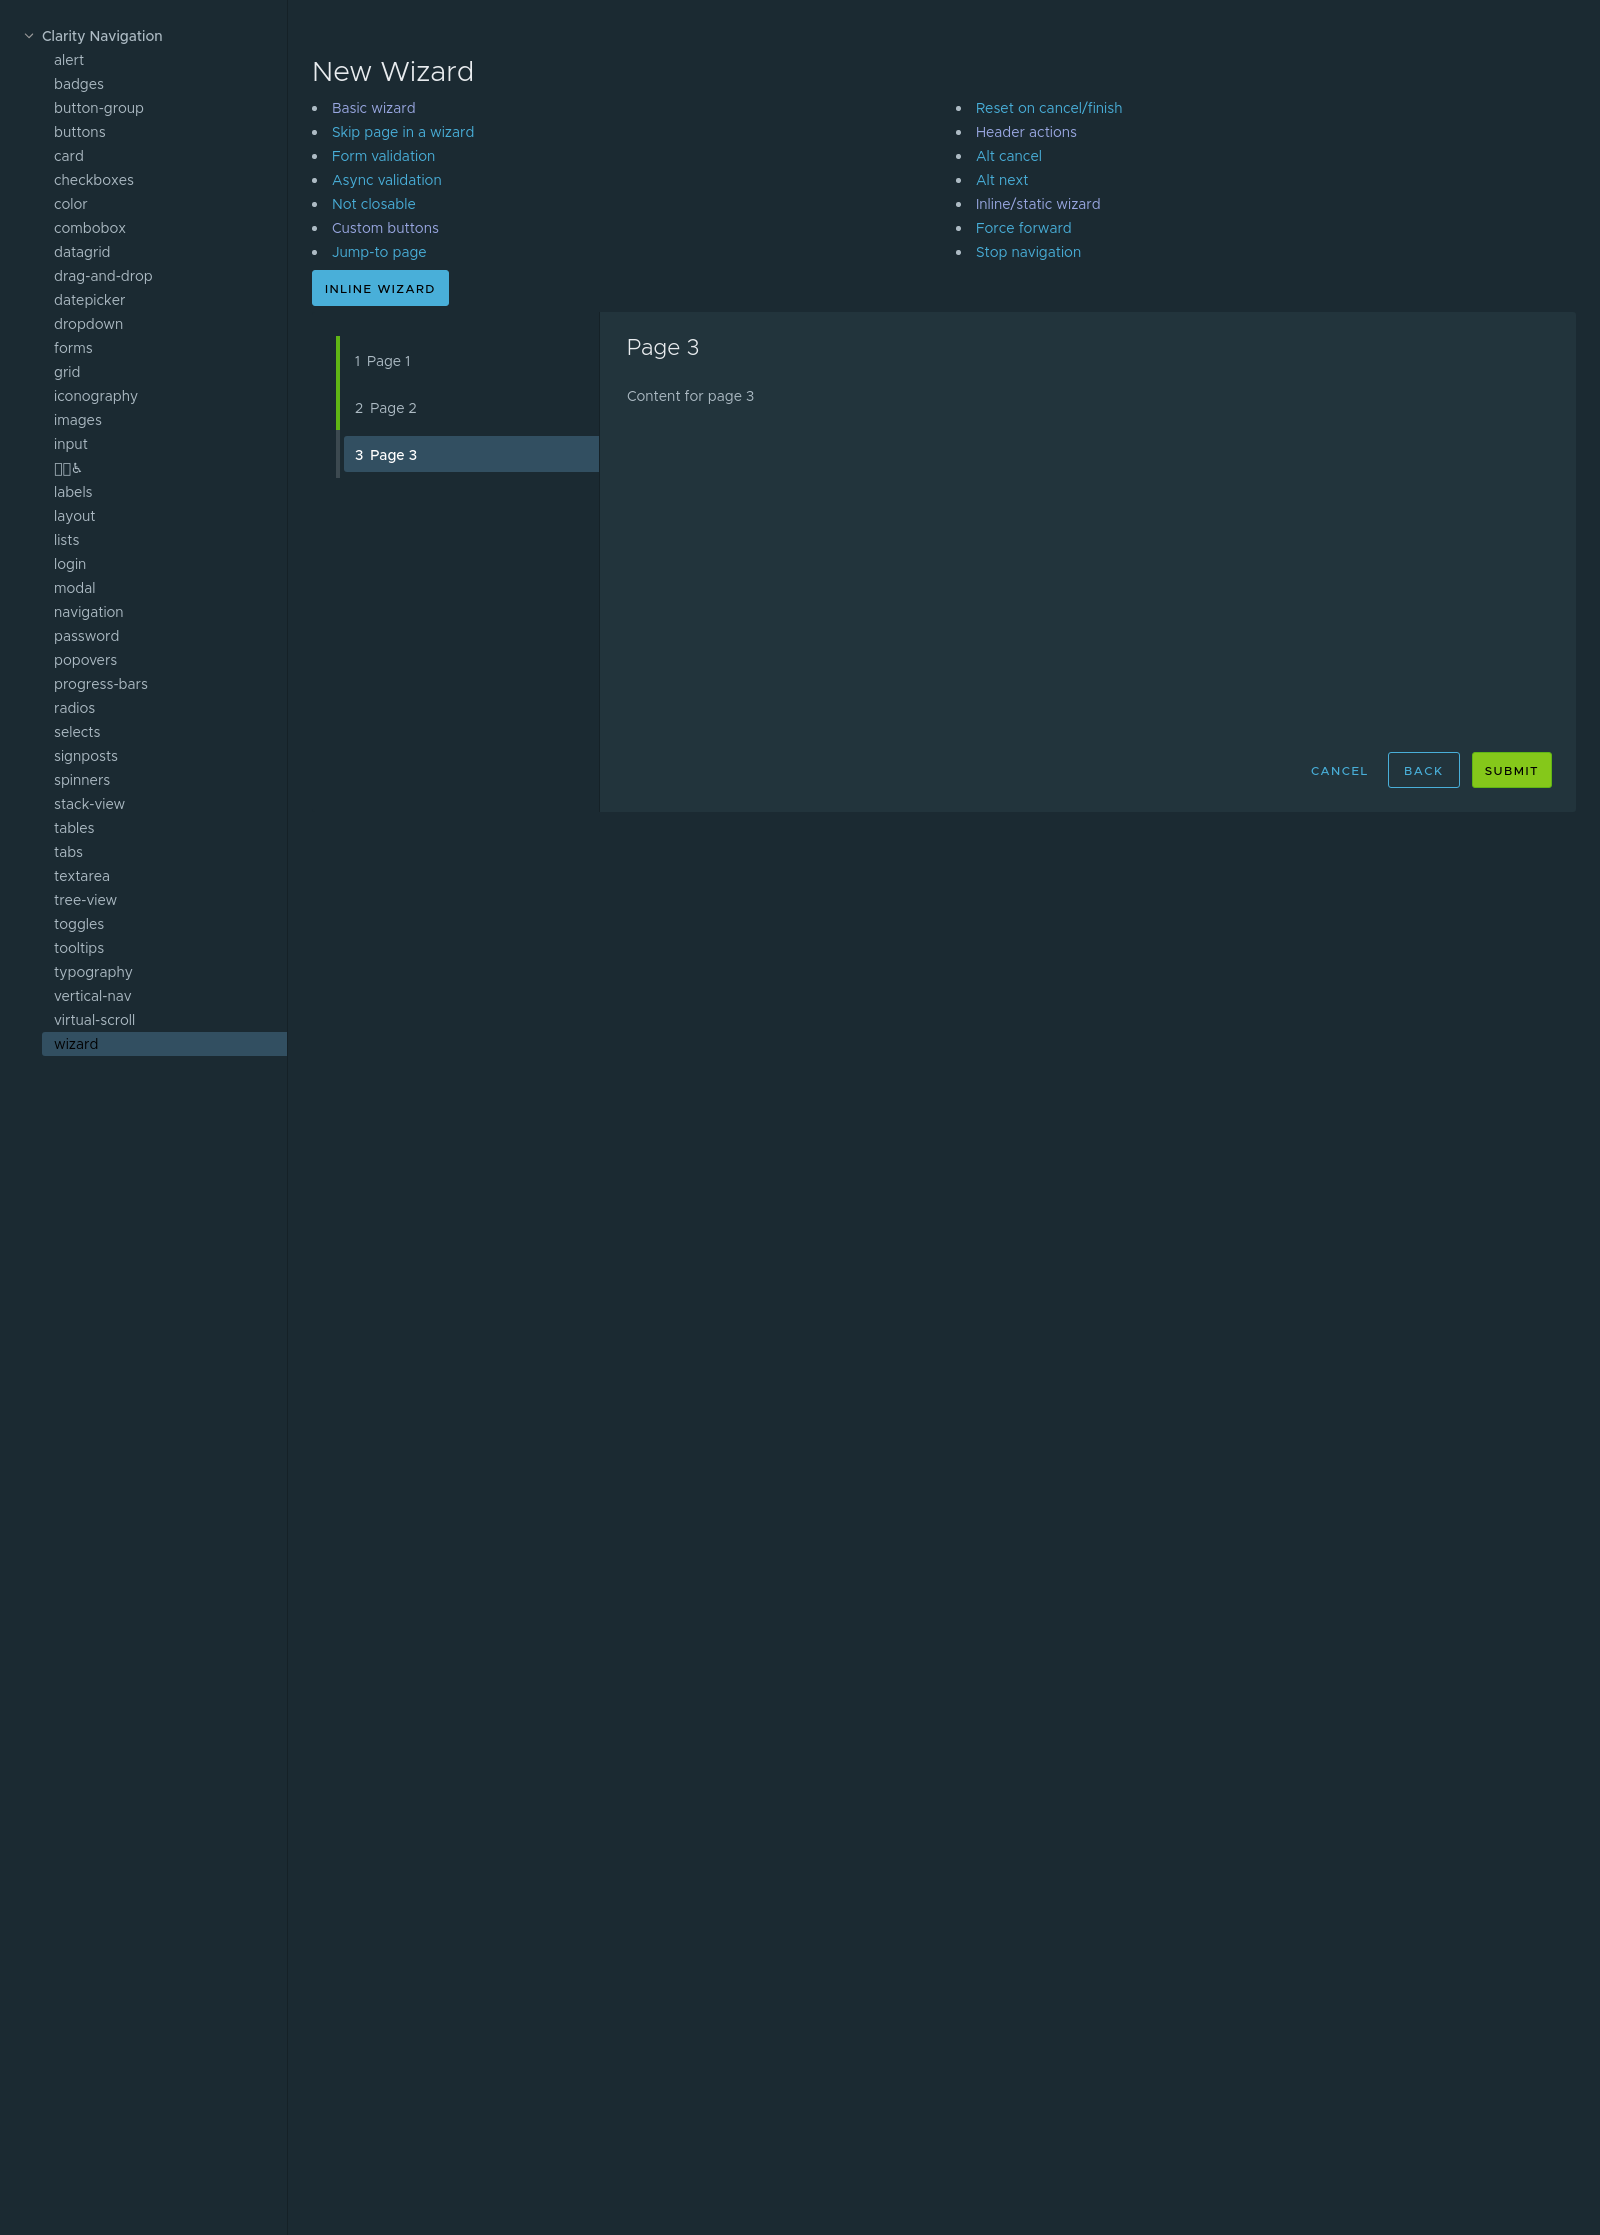 Clarity Navigation
alert
badges
button-group
buttons
card
checkboxes
color
combobox
datagrid
drag-and-drop
datepicker
dropdown
forms
grid
iconography
images
input
♿
labels
layout
lists
login
modal
navigation
password
popovers
progress-bars
radios
selects
signposts
spinners
stack-view
tables
tabs
textarea
tree-view
toggles
tooltips
typography
vertical-nav
virtual-scroll
wizard
New Wizard
Basic wizard
Skip page in a wizard
Form validation
Async validation
Not closable
Custom buttons
Jump-to page
Reset on cancel/finish
Header actions
Alt cancel
Alt next
Inline/static wizard
Force forward
Stop navigation
INLINE WIZARD
1 Page 1
2 Page 2
3 Page 3
Page 3
Content for page 3
CANCEL
BACK
SUBMIT